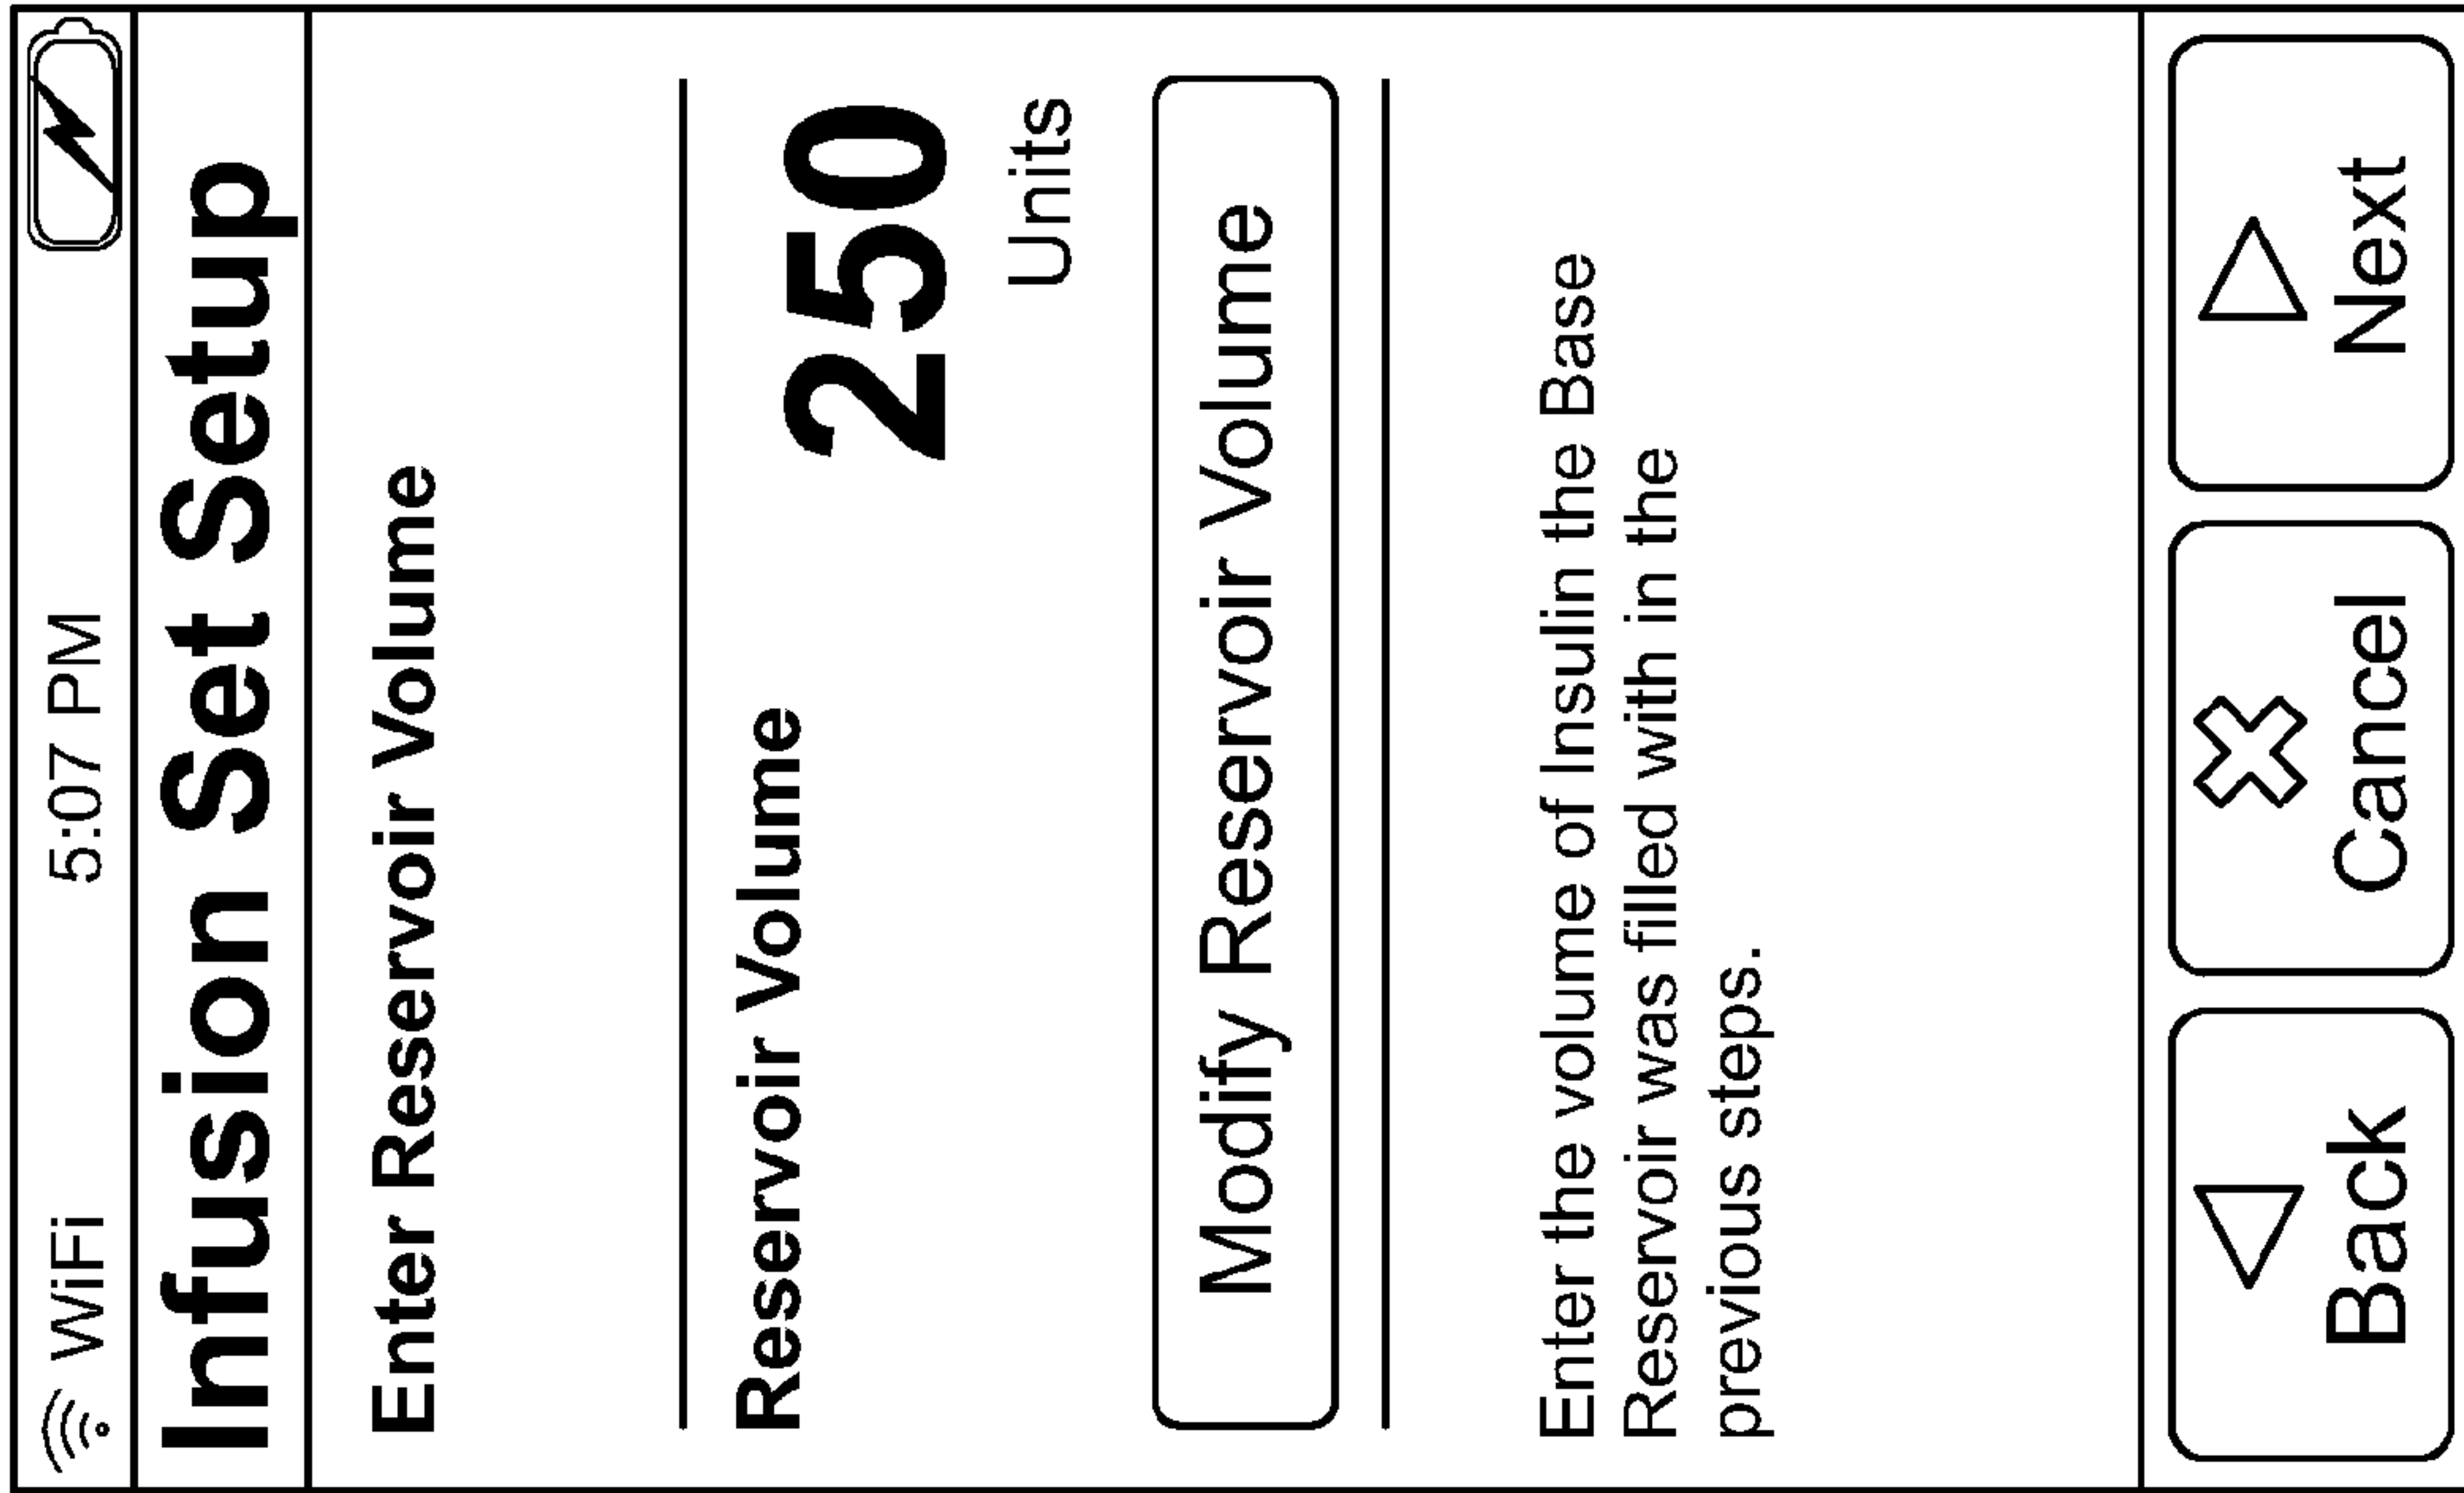 WiFi 5:07 PM
Infusion Set Setup
Enter Reservoir Volume
Reservoir Volume 250
Units
Modify Reservoir Volume
Enter the volume of Insulin the Base
Reservoir was filled with in the
previous steps.
Back Cancel Next